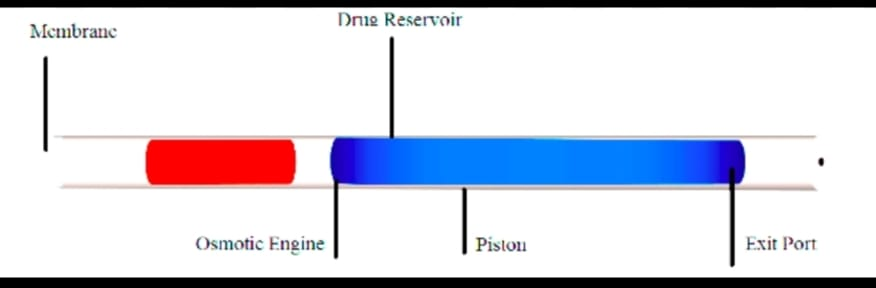 Drug Reservoir
Membrane
Osmotic Engine
Piston
Exit Port